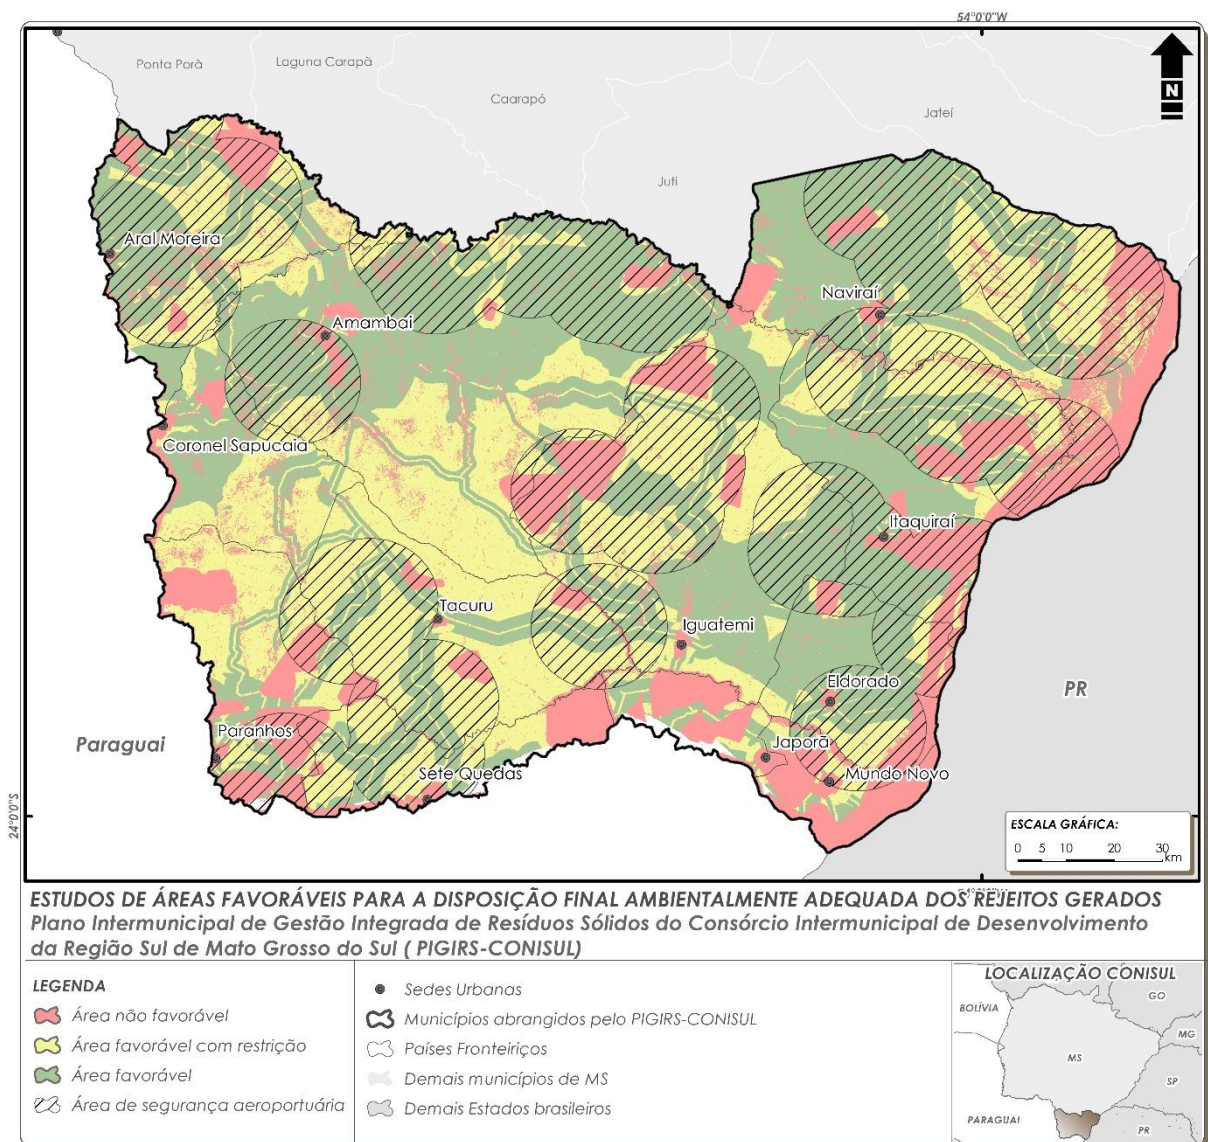 54°0'0"W
Ponta Porã
Laguna Carapã
Caarapó
Jateí
Juti
N
Aral Moreira
Naviraí
Amambai
Coronel Sapucaia
Itaquiraí
Tacuru
Iguatemi
Eldorado
PR
Paranhos
Paraguai
Japorã
Sete Quedas
Mundo Novo
24°0'0"S
ESCALA GRÁFICA:
0 5 10 20 30
km
ESTUDOS DE ÁREAS FAVORÁVEIS PARA A DISPOSIÇÃO FINAL AMBIENTALMENTE ADEQUADA DOS REJEITOS GERADOS
Plano Intermunicipal de Gestão Integrada de Resíduos Sólidos do Consórcio Intermunicipal de Desenvolvimento
da Região Sul de Mato Grosso do Sul ( PIGIRS-CONISUL)
LEGENDA
Área não favorável
Área favorável com restrição
Área favorável
Área de segurança aeroportuária
Sedes Urbanas
Municípios abrangidos pelo PIGIRS-CONISUL
Países Fronteiriços
Demais municípios de MS
Demais Estados brasileiros
LOCALIZAÇÃO CONISUL
BOLÍVIA
GO
MG
MS
SP
PARAGUAI
PR